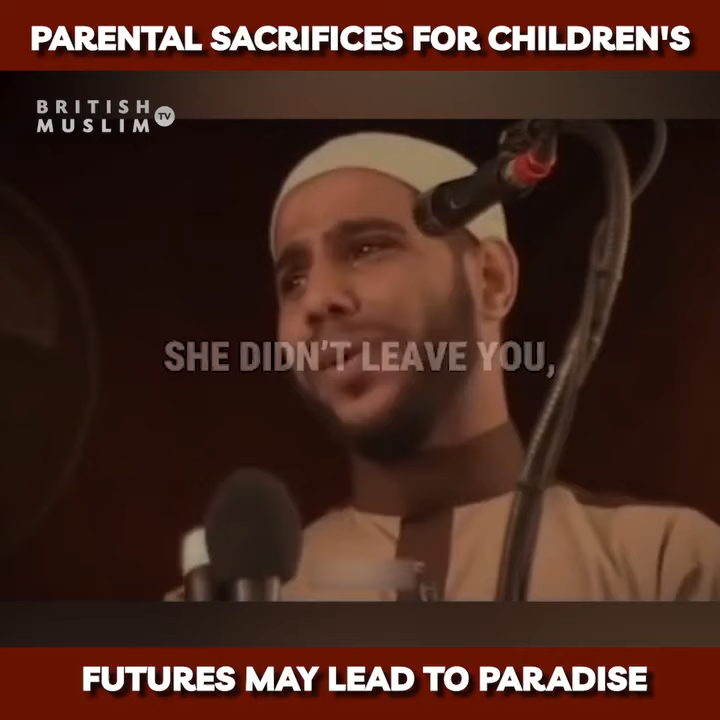 PARENTAL SACRIFICES FOR CHILDREN'S
BRITISH
MUSLIM TV
SHE DIDN'T LEAVE YOU,
FUTURES MAY LEAD TO PARADISE